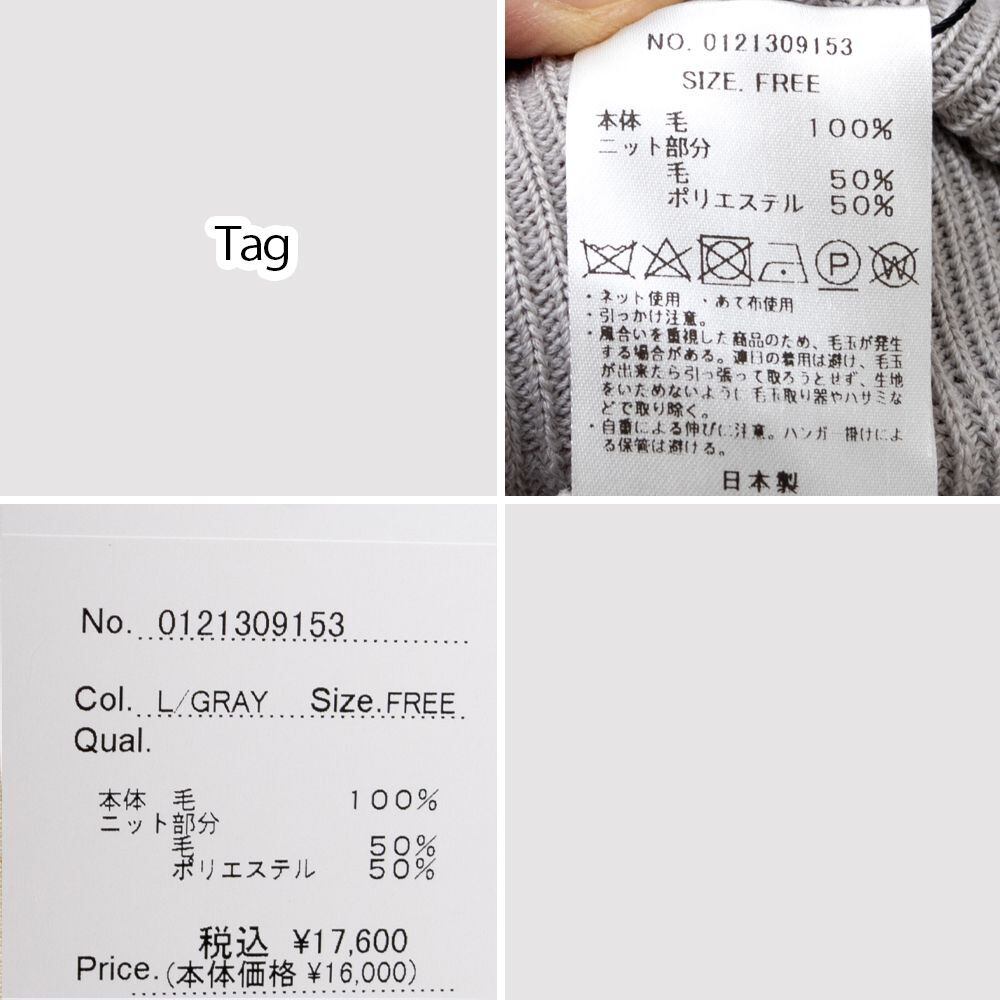 Tag
NO. 0121309153
SIZE. FREE
本体 毛 100%
ニット部分
毛 50%
ポリエステル 50%
P
W
・ネット使用 ・あて布使用
・引っかけ注意。
・風合いを重視した商品のため、毛玉が発生
する場合がある。連日の着用は避け、毛玉
が出来たら引っ張って取ろうとせず、生地
をいためないように毛玉取り器やハサミな
どで取り除く。
・自重による伸びに注意。ハンガー掛けによ
る保管は避ける。
日本製
No. 0121309153
Col. L/GRAY Size.FREE
Qual.
本体 毛 100%
ニット部分
毛 50%
ポリエステル 50%
税込 ¥17,600
Price.(本体価格 ¥16,000)